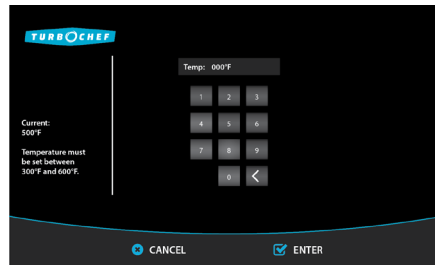 TURBOCHEF
Temp: 000°F
1 2 3
4 5 6
7 8 9
0 <
Current:
500°F
Temperature must
be set between
300°F and 600°F.
CANCEL ENTER